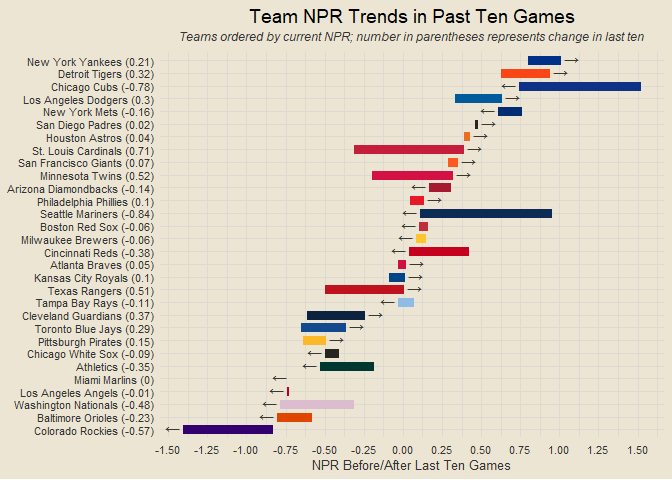 Team NPR Trends in Past Ten Games
Teams ordered by current NPR; number in parentheses represents change in last ten
New York Yankees (0.21)
Detroit Tigers (0.32)
Chicago Cubs (-0.78)
Los Angeles Dodgers (0.3)
New York Mets (-0.16)
San Diego Padres (0.02)
Houston Astros (0.04)
St. Louis Cardinals (0.71)
San Francisco Giants (0.07)
Minnesota Twins (0.52)
Arizona Diamondbacks (-0.14)
Philadelphia Phillies (0.1)
Seattle Mariners (-0.84)
Boston Red Sox (-0.06)
Milwaukee Brewers (-0.06)
Cincinnati Reds (-0.38)
Atlanta Braves (0.05)
Kansas City Royals (0.1)
Texas Rangers (0.51)
Tampa Bay Rays (-0.11)
Cleveland Guardians (0.37)
Toronto Blue Jays (0.29)
Pittsburgh Pirates (0.15)
Chicago White Sox (-0.09)
Athletics (-0.35)
Miami Marlins (0)
Los Angeles Angels (-0.01)
Washington Nationals (-0.48)
Baltimore Orioles (-0.23)
Colorado Rockies (-0.57)
-1.50 -1.25 -1.00 -0.75 -0.50 -0.25 0.00 0.25 0.50 0.75 1.00 1.25 1.50
NPR Before/After Last Ten Games